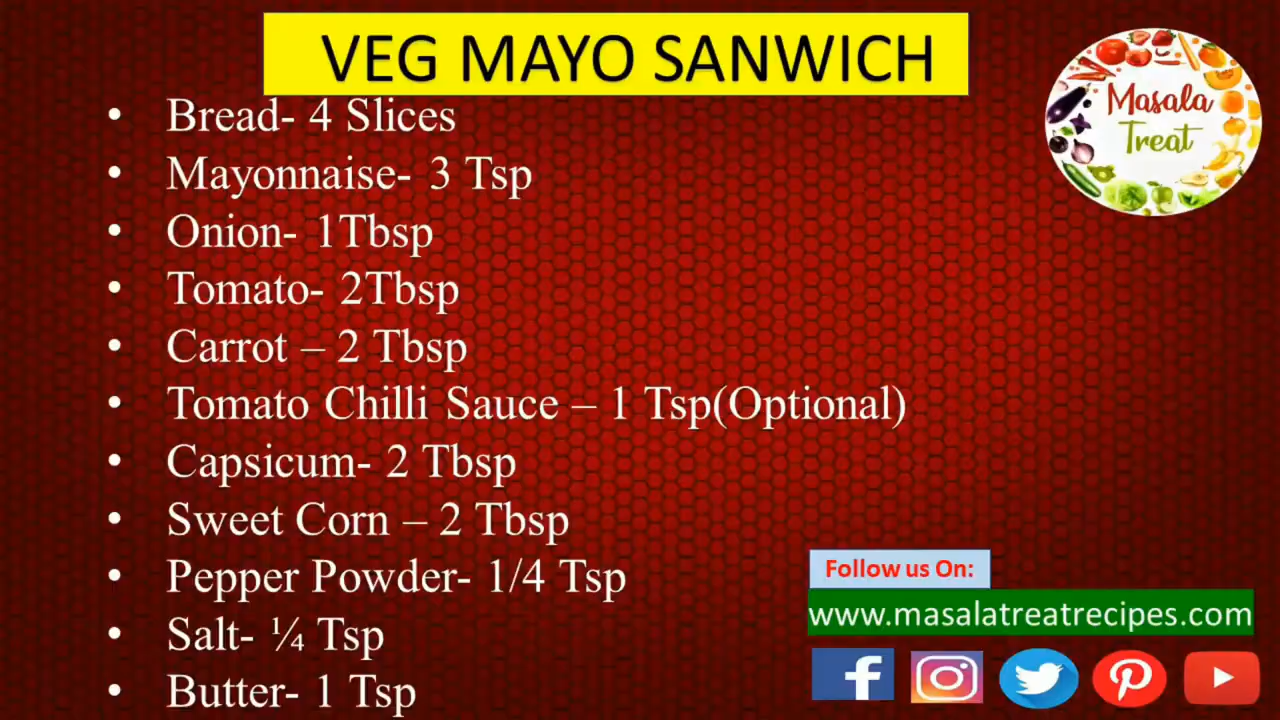 VEG MAYO SANWICH
Masala
Treat
• Bread- 4 Slices
• Mayonnaise- 3 Tsp
• Onion- 1Tbsp
• Tomato- 2Tbsp
• Carrot – 2 Tbsp
• Tomato Chilli Sauce – 1 Tsp(Optional)
• Capsicum- 2 Tbsp
• Sweet Corn – 2 Tbsp
• Pepper Powder- 1/4 Tsp
• Salt- ¼ Tsp
• Butter- 1 Tsp
Follow us On:
www.masalatreatrecipes.com